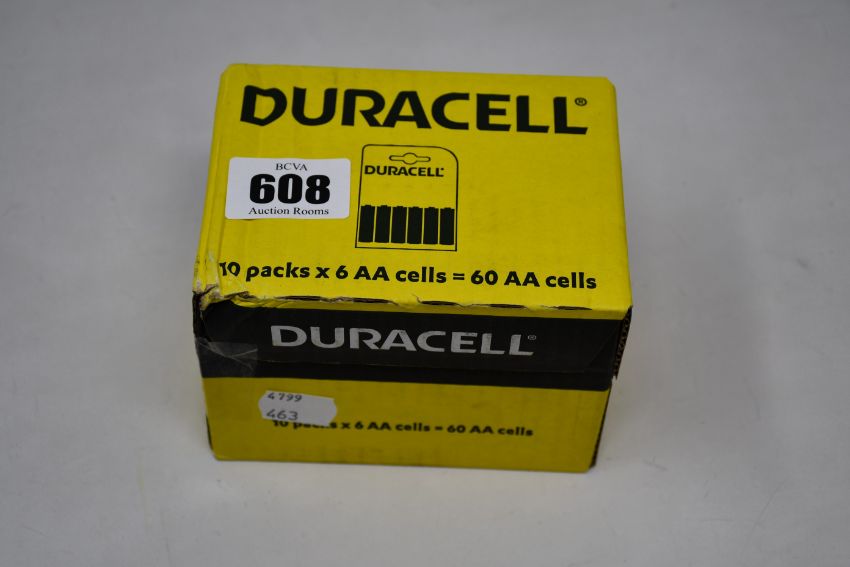 DURACELL®
BCVA
608
Auction Rooms
DURACELL®
10 packs x 6 AA cells = 60 AA cells
DURACELL®
4799
463
10 packs x 6 AA cells = 60 AA cells